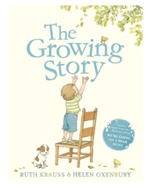 The
Growing
Story
RUTH KRAUSS & HELEN OXENBURY